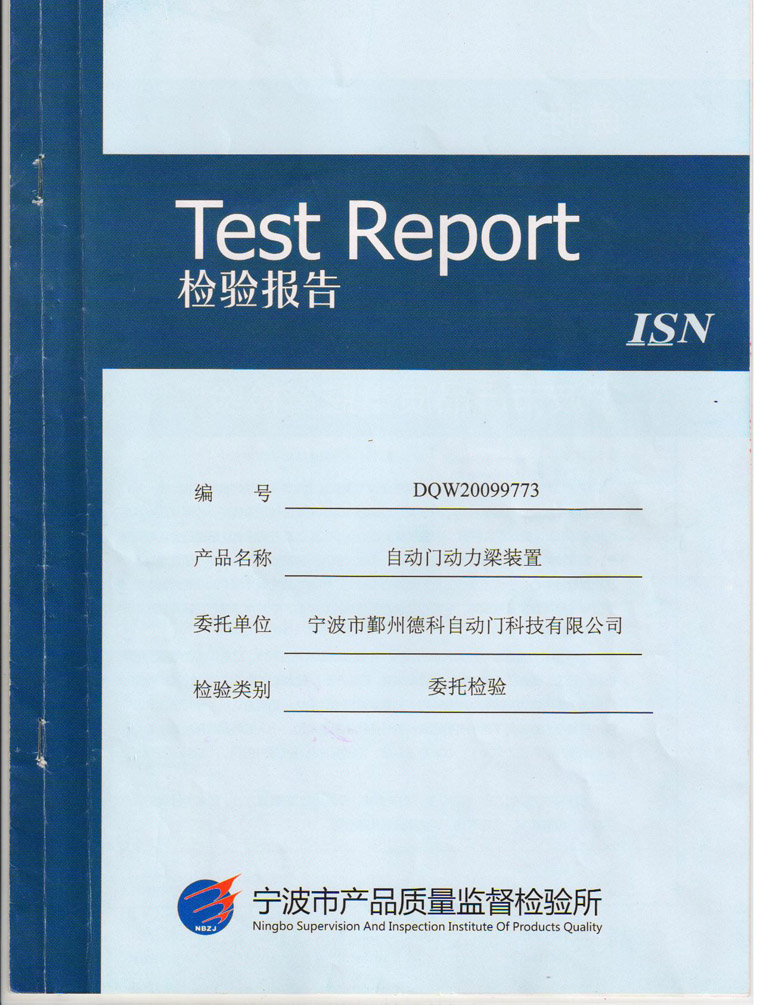 Test Report
检验报告
ISN
编 号 DQW20099773
产品名称 自动门动力梁装置
委托单位 宁波市鄞州德科自动门科技有限公司
检验类别 委托检验
NBZJ
宁波市产品质量监督检验所
Ningbo Supervision And Inspection Institute Of Products Quality